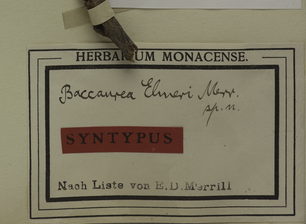 HERBARIUM MONACENSE.
Baccaurea Elmeri Merr.
sp. n.
SYNTYPUS
Nach Liste von E.D.Merrill